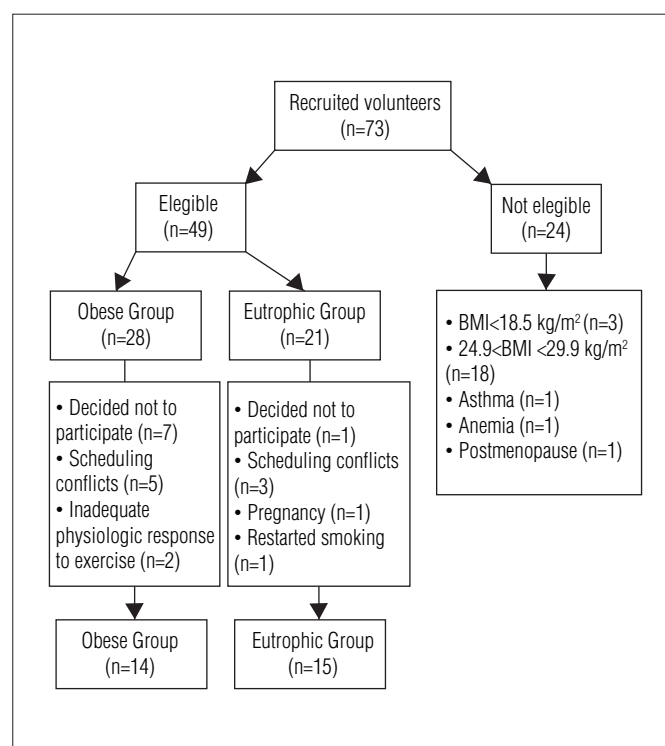 Recruited volunteers
(n=73)
Elegible
(n=49)
Not elegible
(n=24)
Obese Group
(n=28)
Eutrophic Group
(n=21)
• BMI<18.5 kg/m² (n=3)
• 24.9<BMI <29.9 kg/m²
(n=18)
• Asthma (n=1)
• Anemia (n=1)
• Postmenopause (n=1)
• Decided not to
participate (n=7)
• Scheduling
conflicts (n=5)
• Inadequate
physiologic response
to exercise (n=2)
• Decided not to
participate (n=1)
• Scheduling conflicts
(n=3)
• Pregnancy (n=1)
• Restarted smoking
(n=1)
Obese Group
(n=14)
Eutrophic Group
(n=15)